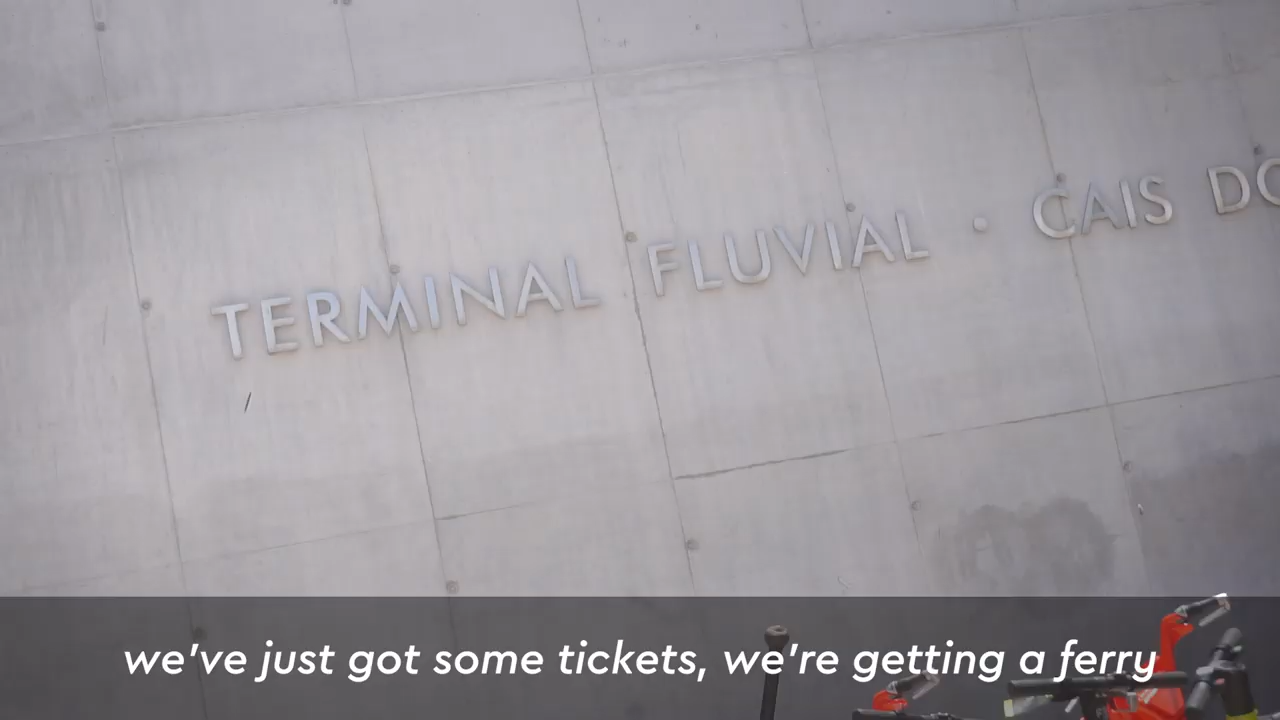 TERMINAL FLUVIAL · CAIS
we've just got some tickets, we're getting a ferry